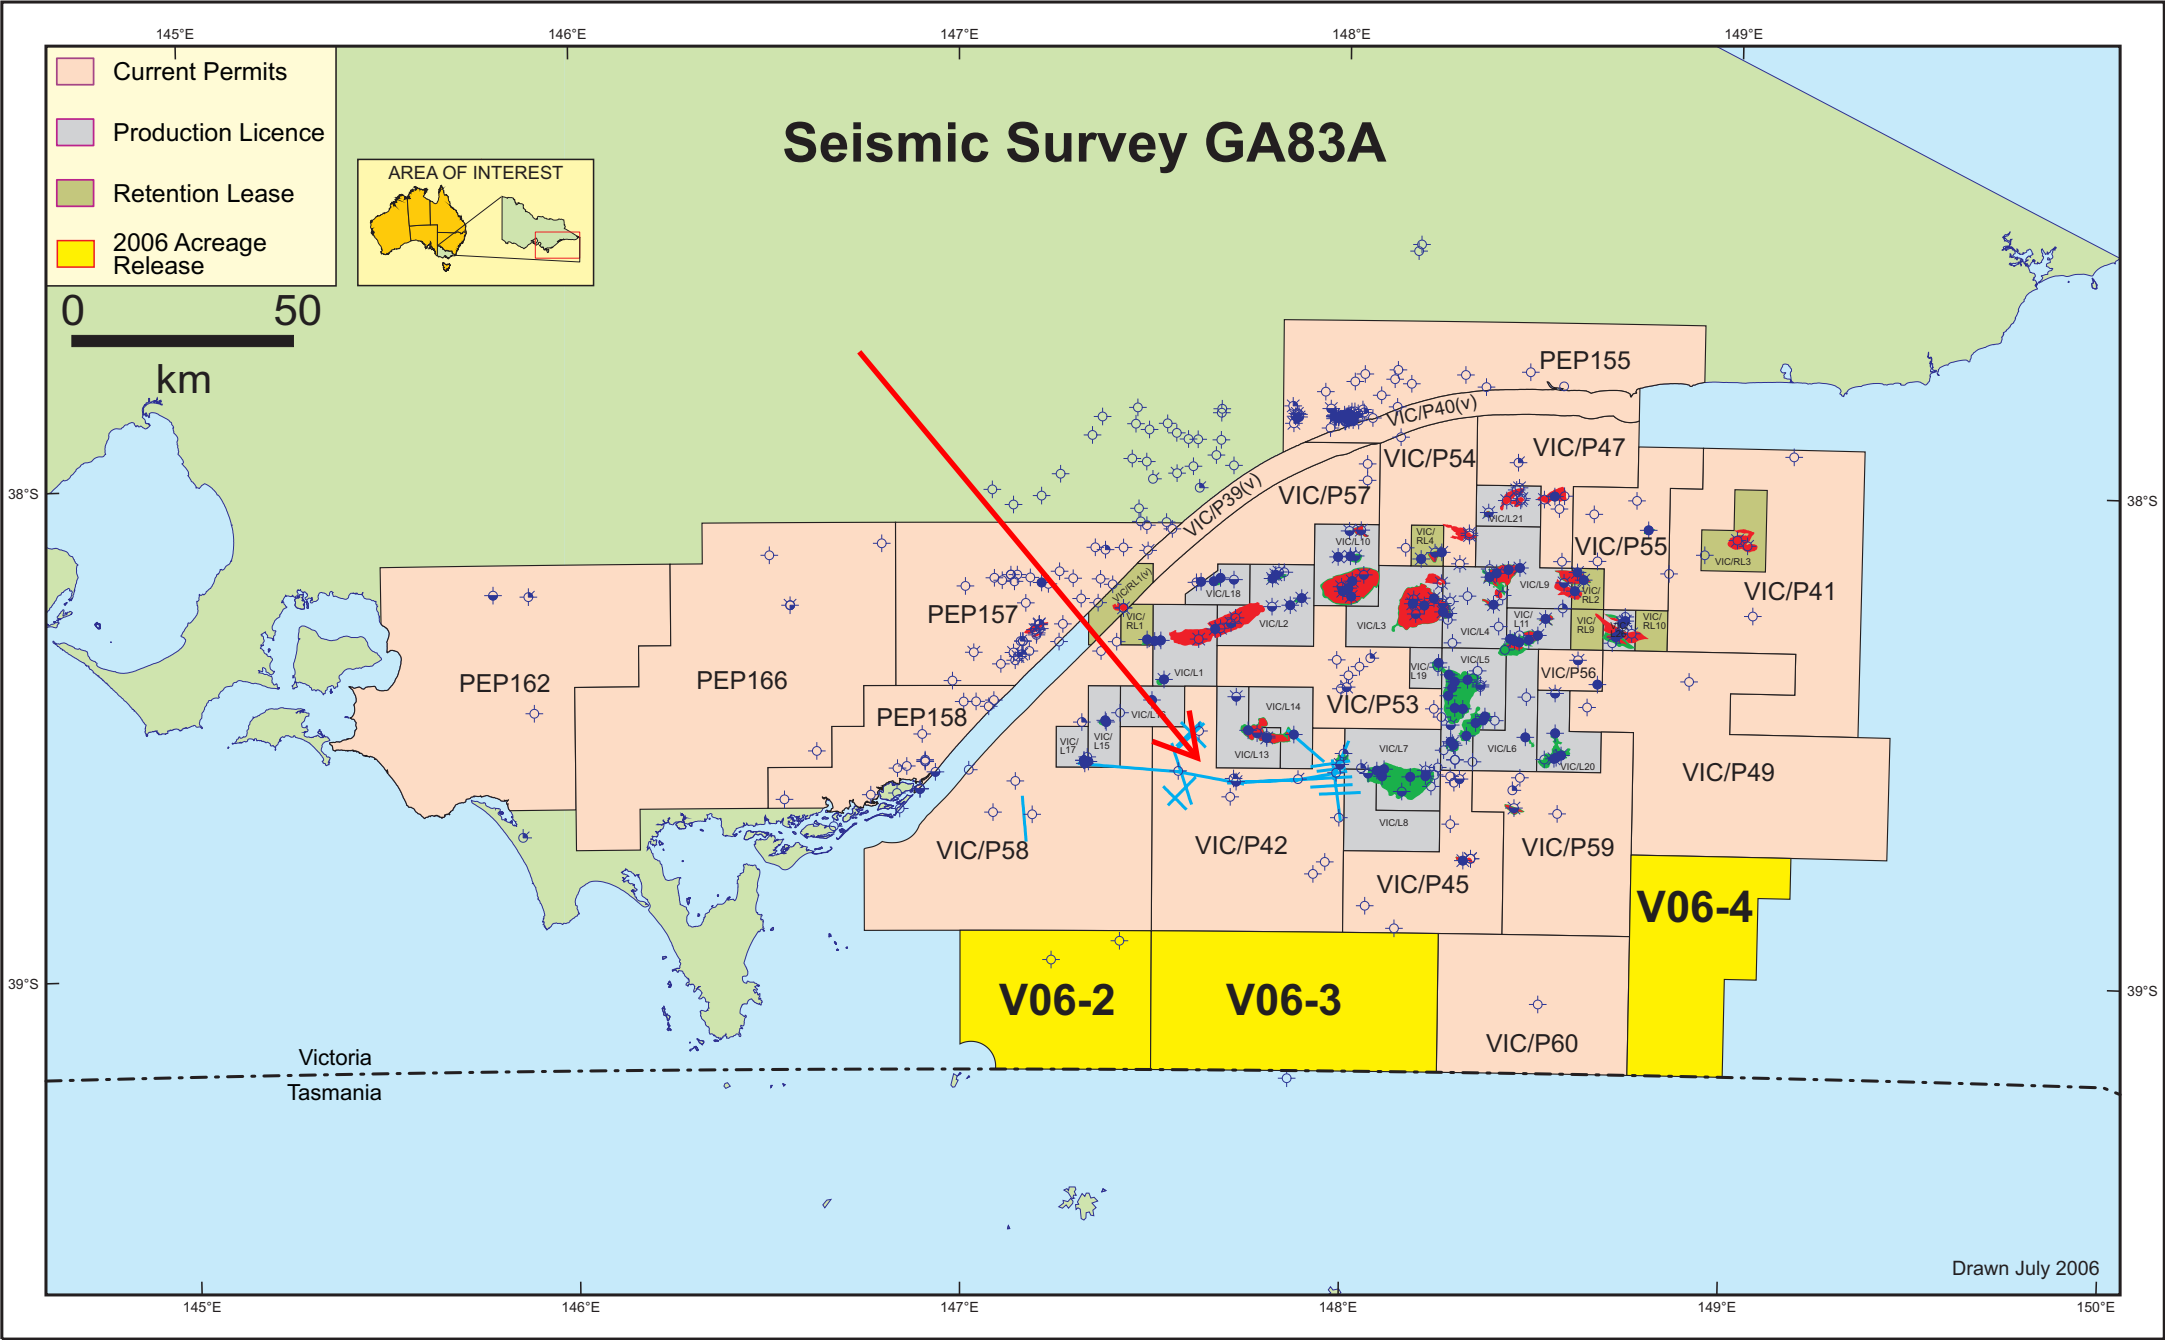 145°E
146°E
147°E
148°E
149°E
Current Permits
Production Licence
Retention Lease
2006 Acreage
Release
0
50
km
AREA OF INTEREST
Seismic Survey GA83A
PEP155
VIC/P40(v)
VIC/P54
VIC/P47
VIC/P57
VIC/P39(v)
38°S
38°S
VIC/L21
VIC/L10
VIC/
RL4
VIC/P55
VIC/RL3
VIC/P41
VIC/RL1(v)
VIC/L18
VIC/L9
VIC/
RL2
PEP157
VIC/
RL1
VIC/L2
VIC/L3
VIC/L4
VIC/
L11
VIC/
RL9
VIC/
RL10
PEP162
PEP166
VIC/L1
VIC/
L19
VIC/L5
VIC/P56
PEP158
VIC/P53
VIC/L14
VIC/
L17
VIC/
L15
VIC/L13
VIC/L7
VIC/L6
VIC/L20
VIC/P49
VIC/L8
VIC/P58
VIC/P42
VIC/P59
VIC/P45
V06-4
39°S
39°S
V06-2
V06-3
VIC/P60
Victoria
Tasmania
Drawn July 2006
145°E
146°E
147°E
148°E
149°E
150°E